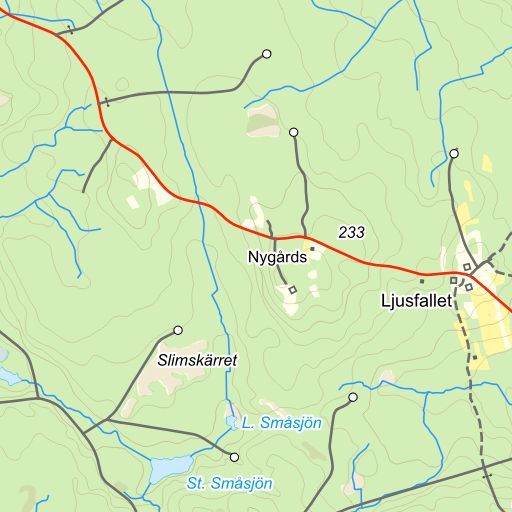 233
Nygårds
Ljusfallet
Slimskärret
L. Småsjön
St. Småsjön